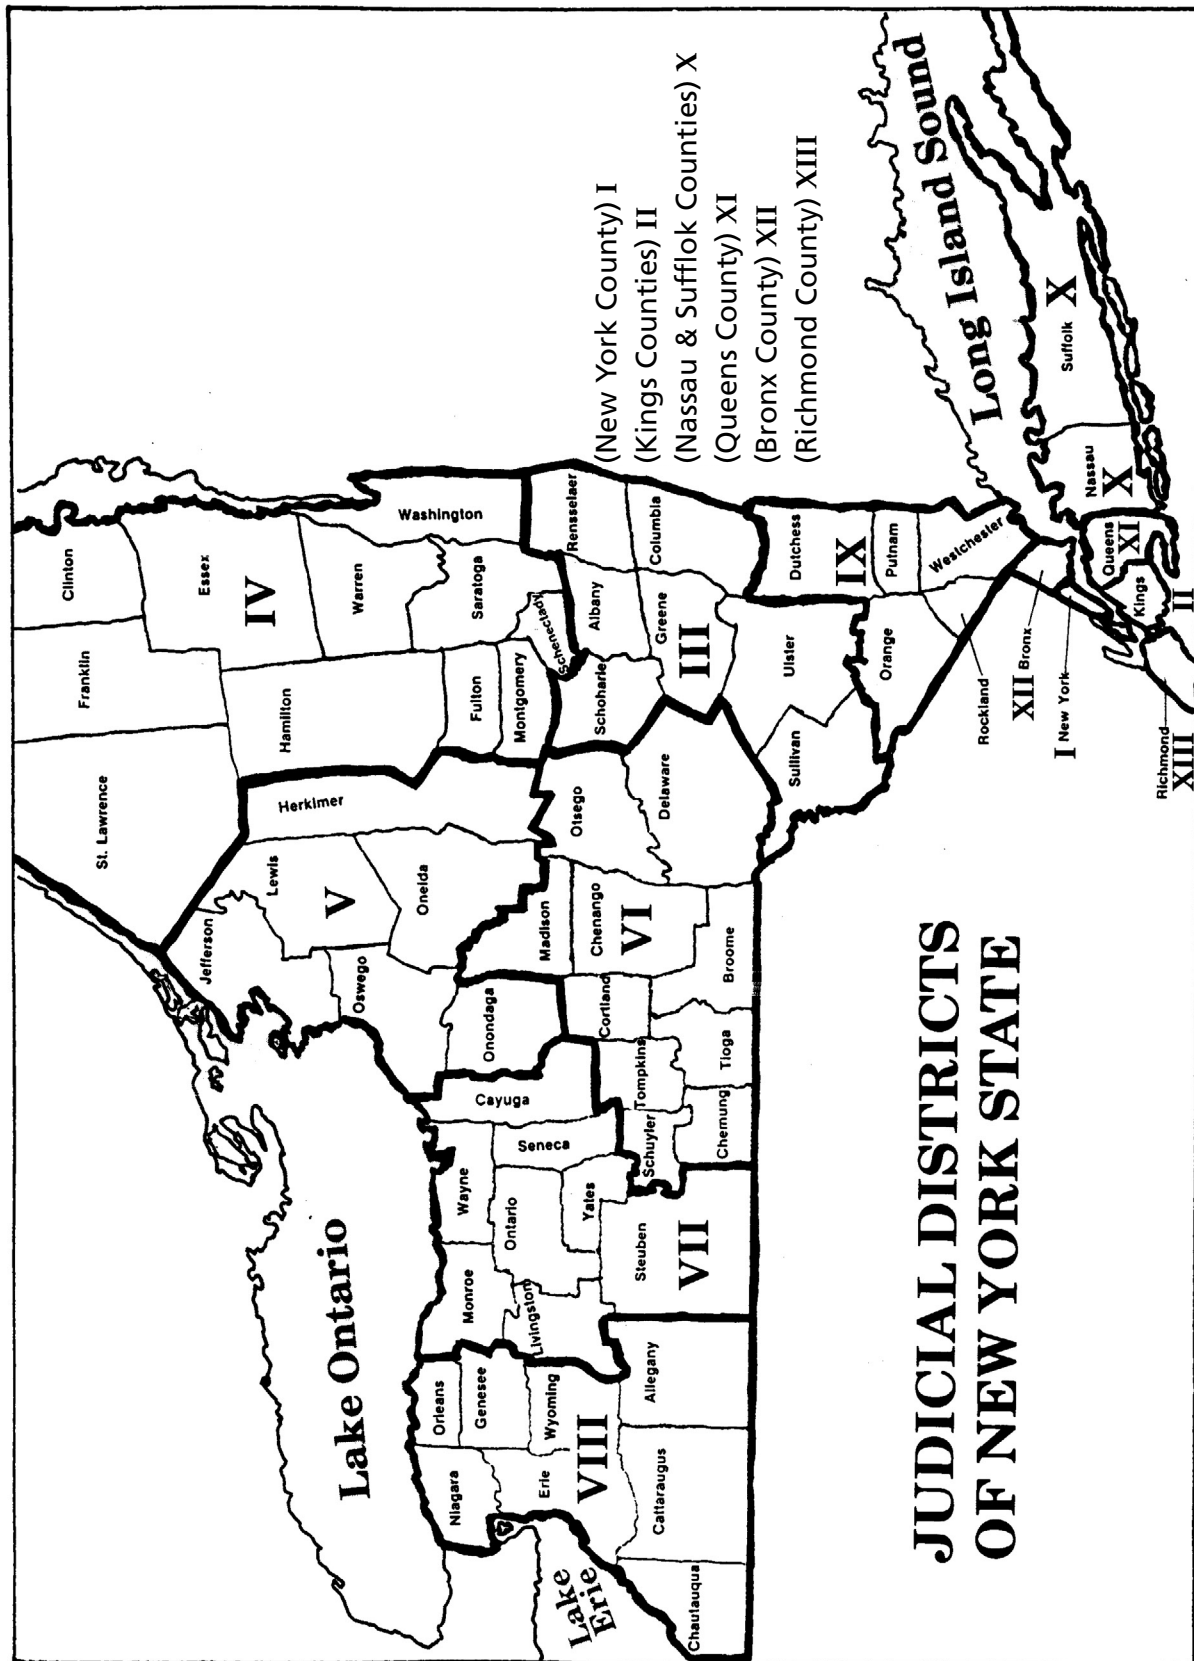 Clinton
Franklin
St. Lawrence
Essex
IV
Hamilton
Warren
Washington
Saratoga
Fulton
Montgomery
Schenectady
Herkimer
Lewis
Jefferson
V
Oneida
Oswego
Onondaga
Rensselaer
Albany
Schoharie
Columbia
Greene
III
Ulster
Sullivan
Otsego
Delaware
Madison
Chenango
VI
Cortland
Broome
Tompkins
Tioga
Schuyler
Chemung
Cayuga
Seneca
Wayne
Ontario
Yates
Monroe
Livingston
Steuben
VII
Orleans
Genesee
Wyoming
Niagara
Erie
VIII
Allegany
Cattaraugus
Chautauqua
Lake Ontario
Lake
Erie
Dutchess
IX
Putnam
Westchester
Orange
Rockland
XII Bronx
I New York
Richmond
XIII
Kings
II
Queens
XI
Nassau
X
Suffolk
X
Long Island Sound
(New York County) I
(Kings Counties) II
(Nassau & Sufflok Counties) X
(Queens County) XI
(Bronx County) XII
(Richmond County) XIII
JUDICIAL DISTRICTS
OF NEW YORK STATE